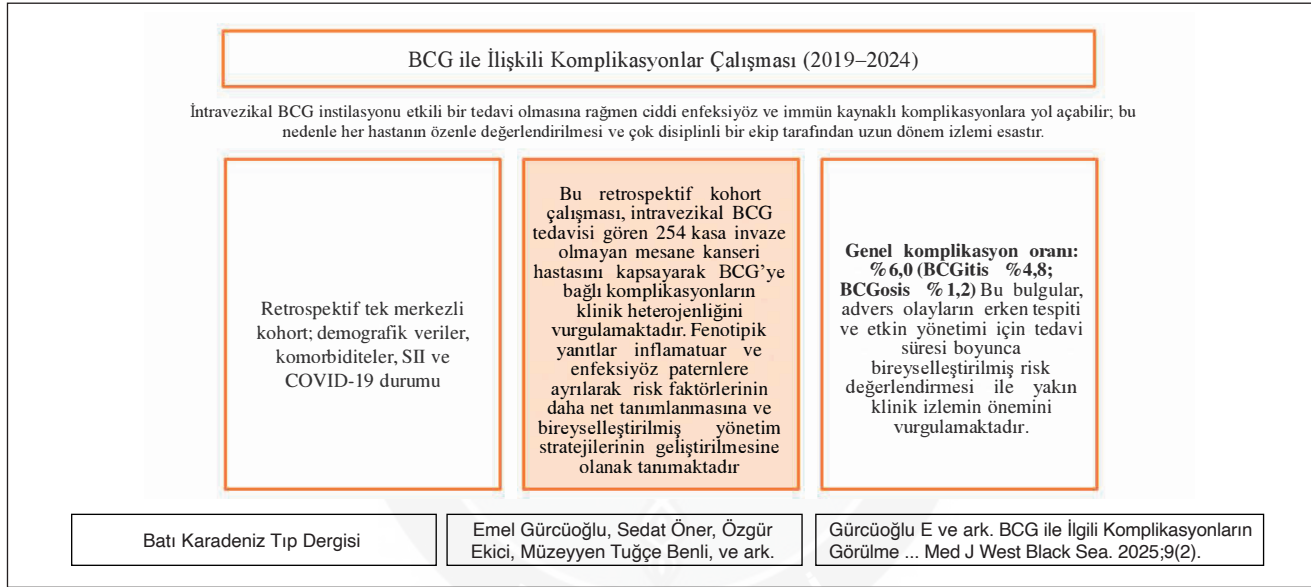 BCG ile İlişkili Komplikasyonlar Çalışması (2019–2024)
İntravezikal BCG instilasyonu etkili bir tedavi olmasına rağmen ciddi enfeksiyöz ve immün kaynaklı komplikasyonlara yol açabilir; bu
nedenle her hastanın özenle değerlendirilmesi ve çok disiplinli bir ekip tarafından uzun dönem izlemi esastır.
Retrospektif tek merkezli
kohort; demografik veriler,
komorbiditeler, SII ve
COVID-19 durumu
Bu retrospektif kohort
çalışması, intravezikal BCG
tedavisi gören 254 kasa invaze
olmayan mesane kanseri
hastasını kapsayarak BCG’ye
bağlı komplikasyonların
klinik heterojenliğini
vurgulamaktadır. Fenotipik
yanıtlar inflamatuar ve
enfeksiyöz paternlere
ayrılarak risk faktörlerinin
daha net tanımlanmasına ve
bireyselleştirilmiş yönetim
stratejilerinin geliştirilmesine
olanak tanımaktadır
Genel komplikasyon oranı:
%6,0 (BCGitis %4,8;
BCGosis %1,2) Bu bulgular,
advers olayların erken tespiti
ve etkin yönetimi için tedavi
süresi boyunca
bireyselleştirilmiş risk
değerlendirmesi ile yakın
klinik izlemin önemini
vurgulamaktadır.
Batı Karadeniz Tıp Dergisi
Emel Gürcüoğlu, Sedat Öner, Özgür
Ekici, Müzeyyen Tuğçe Benli, ve ark.
Gürcüoğlu E ve ark. BCG ile İlgili Komplikasyonların
Görülme ... Med J West Black Sea. 2025;9(2).